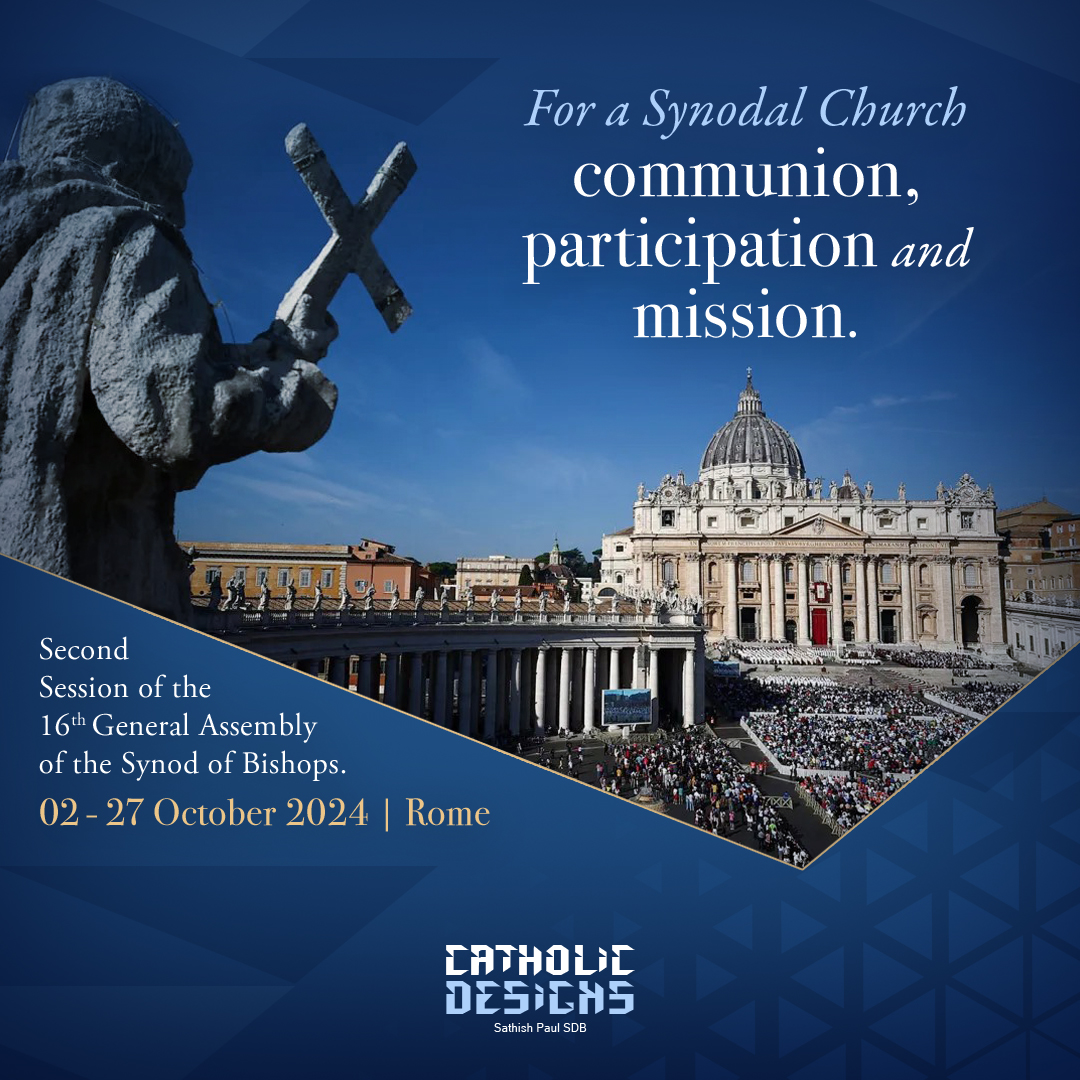 For a Synodal Church
communion,
participation and
mission.
Second
Session of the
16th General Assembly
of the Synod of Bishops.
02 - 27 October 2024 | Rome
CATHOLIC
DESIGNS
Sathish Paul SDB